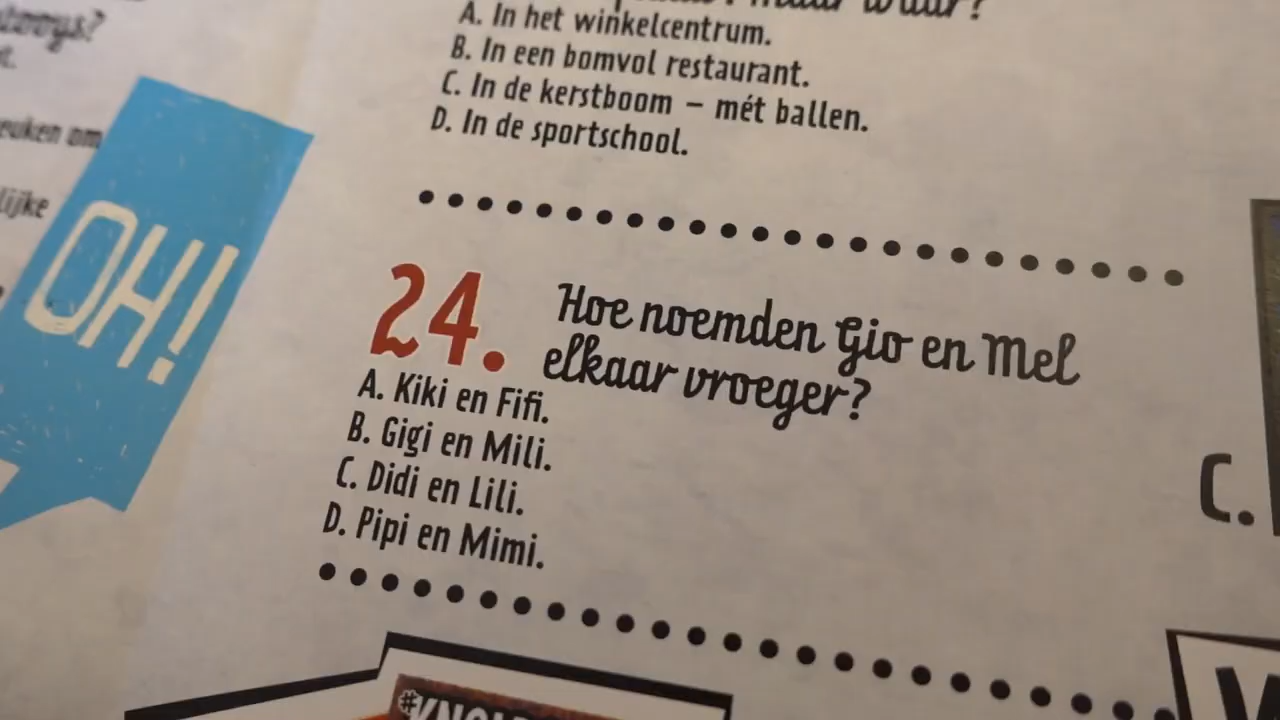 A. In het winkelcentrum.
B. In een bomvol restaurant.
C. In de kerstboom – mét ballen.
D. In de sportschool.
om
OH!
24. Hoe noemden Gio en Mel
elkaar vroeger?
A. Kiki en Fifi.
B. Gigi en Mili.
C. Didi en Lili.
D. Pipi en Mimi.
C.